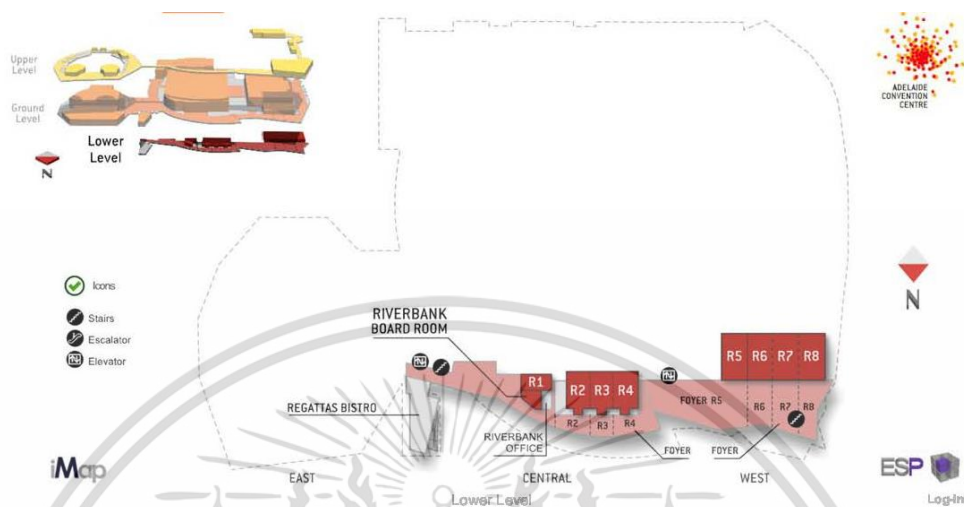 Upper
Level
Ground
Level
Lower
Level
N
ADELAIDE
CONVENTION
CENTRE
N
Icons
Stairs
Escalator
Elevator
RIVERBANK
BOARD ROOM
R1
R2 R3 R4
R5 R6 R7 R8
FOYER R5
R6 R7 R8
R2 R3 R4
REGATTAS BISTRO
RIVERBANK
OFFICE
FOYER
FOYER
EAST
CENTRAL
WEST
Lower Level
iMap
ESP
Log-In